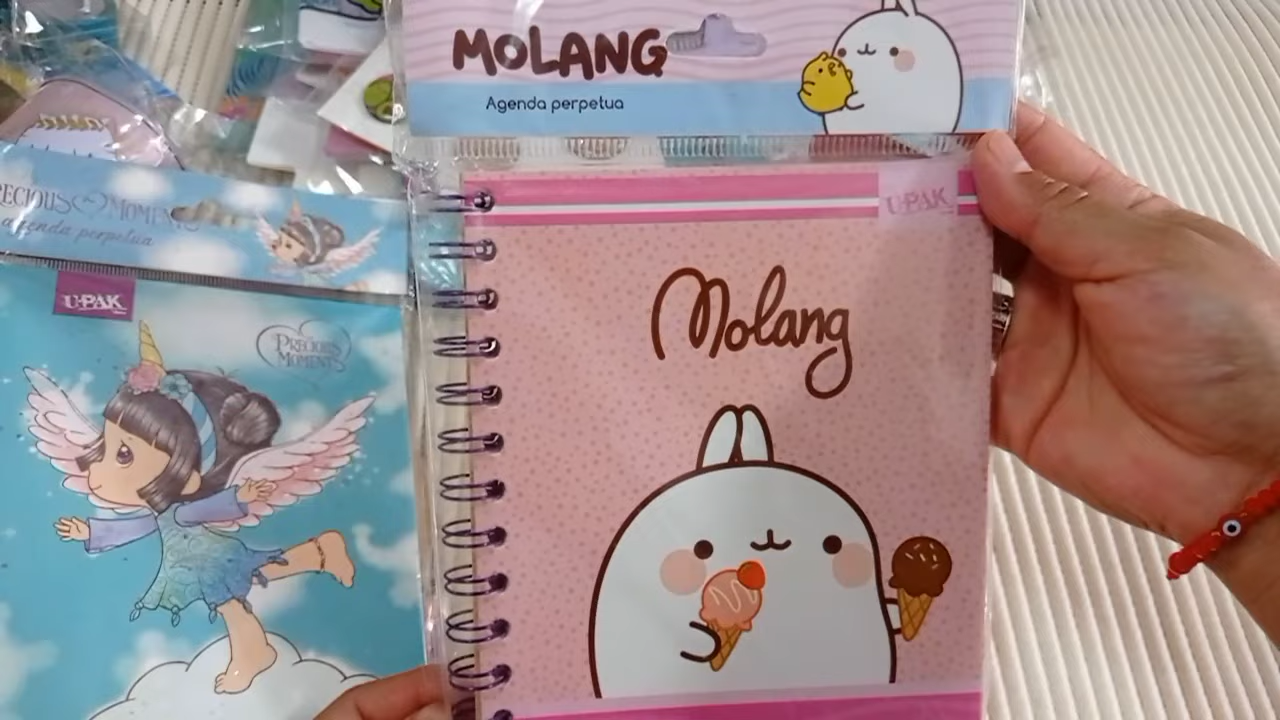 MOLANG
Agenda perpetua
U·PAK
Molang
PRECIOUS MOMENTS
agenda perpetua
U·PAK
PRECIOUS
MOMENTS